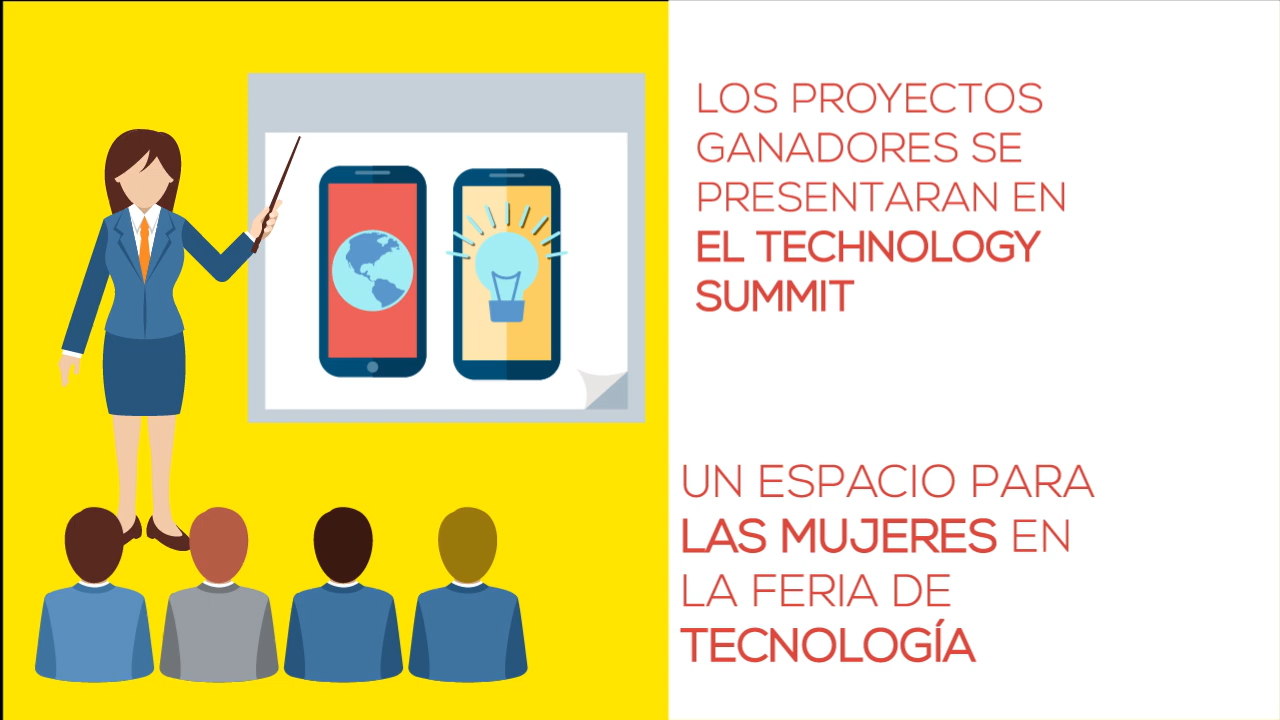 LOS PROYECTOS
GANADORES SE
PRESENTARAN EN
EL TECHNOLOGY
SUMMIT
UN ESPACIO PARA
LAS MUJERES EN
LA FERIA DE
TECNOLOGÍA